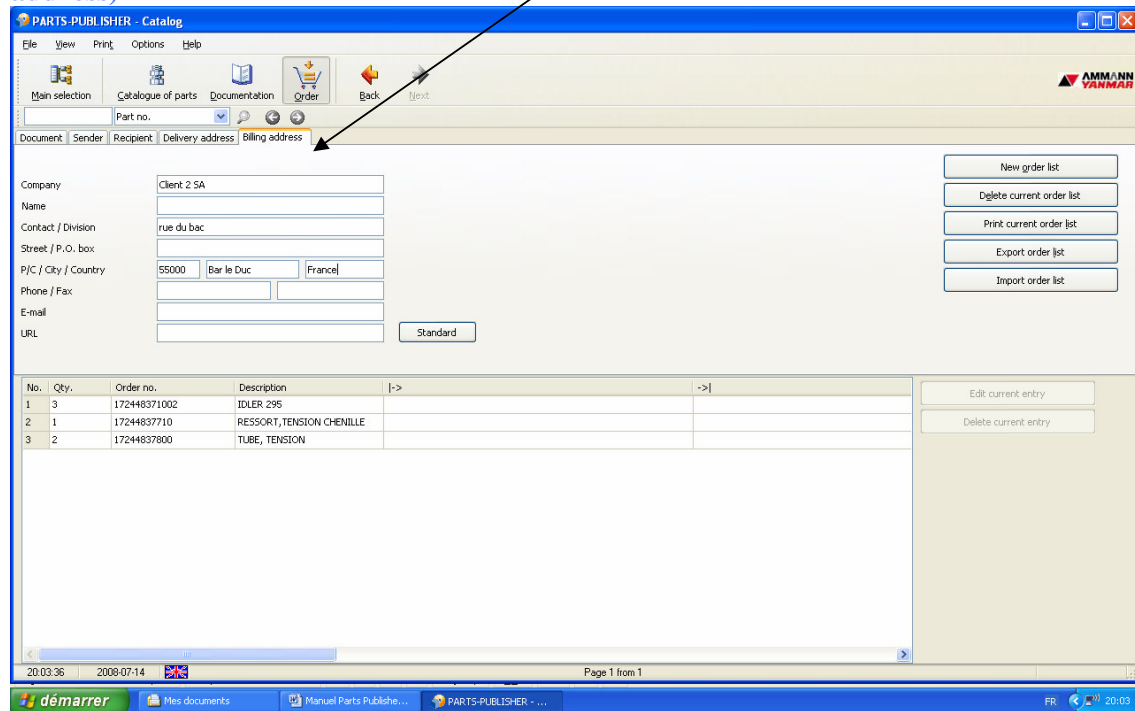 PARTS-PUBLISHER - Catalog
File View Print Options Help
Main selection Catalogue of parts Documentation Order Back Next
AMMANN
YANMAR
Part no.
Document Sender Recipient Delivery address Billing address
New order list
Company Client 2 SA
Delete current order list
Name
Contact / Division rue du bac
Print current order list
Street / P.O. box
Export order list
P/C / City / Country 55000 Bar le Duc France
Import order list
Phone / Fax
E-mail
URL Standard
No. Qty. Order no. Description |-> ->|
Edit current entry
1 3 172448371002 IDLER 295
2 1 17244837710 RESSORT,TENSION CHENILLE
Delete current entry
3 2 17244837800 TUBE, TENSION
20:03:36 2008-07-14 Page 1 from 1
démarrer Mes documents Manuel Parts Publishe... PARTS-PUBLISHER - ... FR 20:03